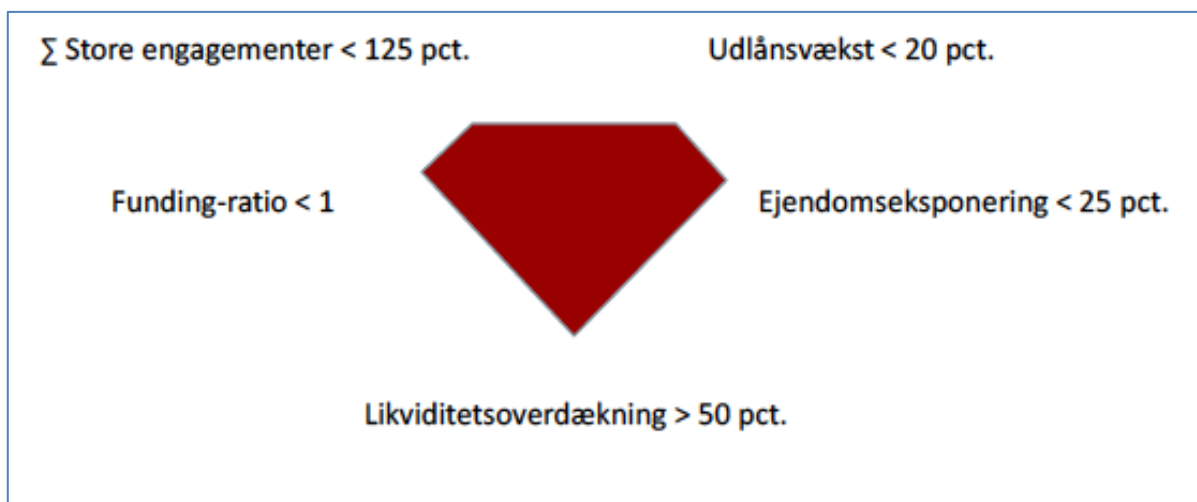 ∑ Store engagementer < 125 pct.
Udlånsvækst < 20 pct.
Funding-ratio < 1
Ejendomseksponering < 25 pct.
Likviditetsoverdækning > 50 pct.